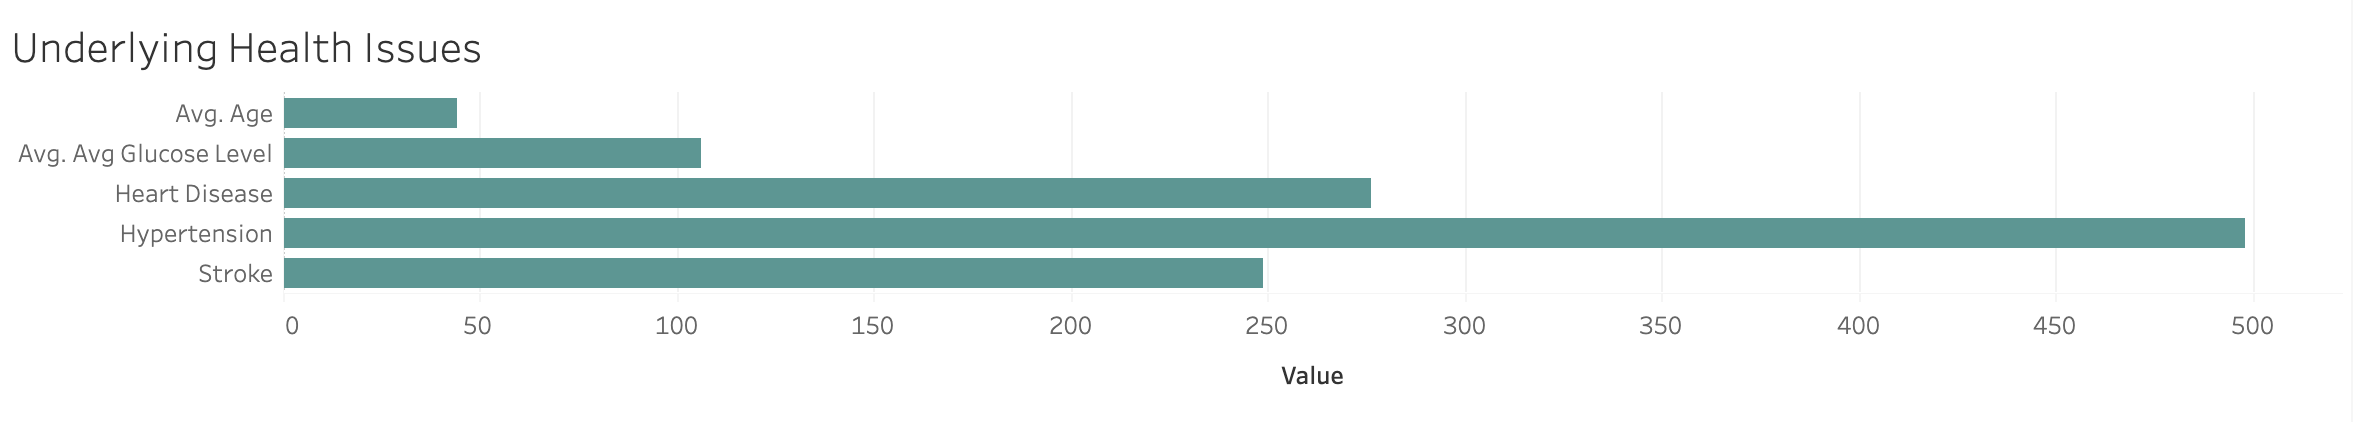 Underlying Health Issues
Avg. Age
Avg. Avg Glucose Level
Heart Disease
Hypertension
Stroke
0 50 100 150 200 250 300 350 400 450 500
Value